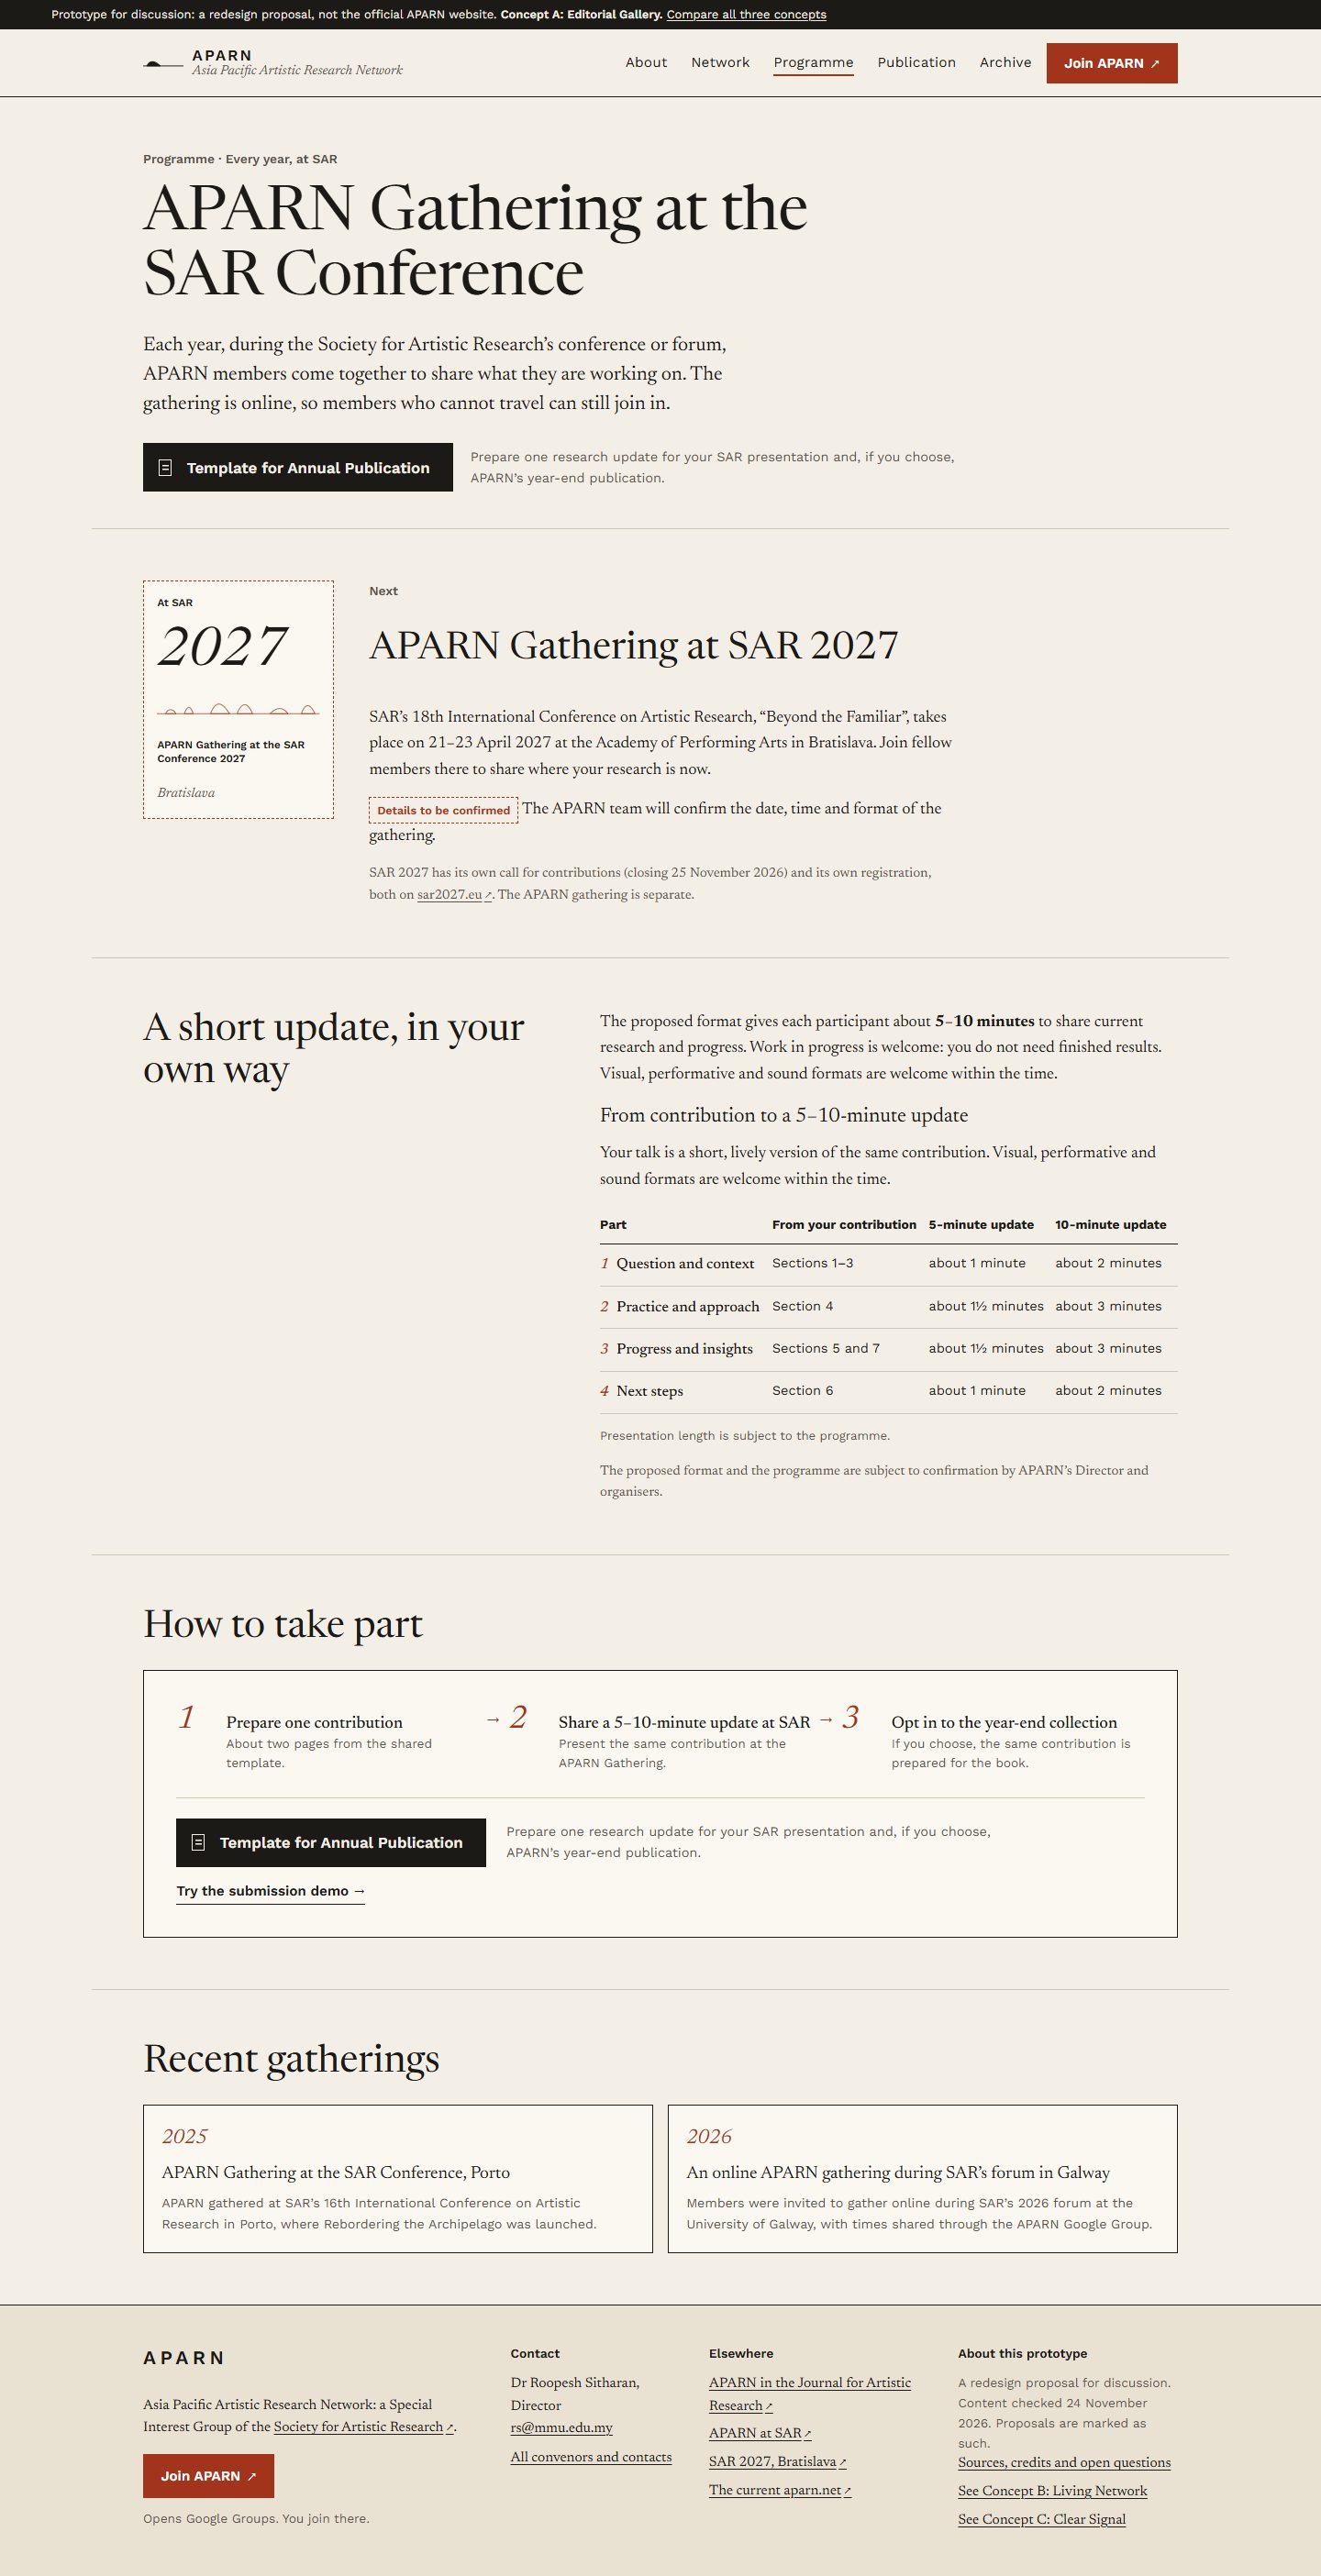 Prototype for discussion: a redesign proposal, not the official APARN website. Concept A: Editorial Gallery. Compare all three concepts
APARN
Asia Pacific Artistic Research Network
About Network Programme Publication Archive Join APARN ↗
Programme · Every year, at SAR
APARN Gathering at the
SAR Conference
Each year, during the Society for Artistic Research’s conference or forum,
APARN members come together to share what they are working on. The
gathering is online, so members who cannot travel can still join in.
Template for Annual Publication
Prepare one research update for your SAR presentation and, if you choose,
APARN’s year-end publication.
At SAR
2027
APARN Gathering at the SAR
Conference 2027
Bratislava
Next
APARN Gathering at SAR 2027
SAR’s 18th International Conference on Artistic Research, “Beyond the Familiar”, takes
place on 21–23 April 2027 at the Academy of Performing Arts in Bratislava. Join fellow
members there to share where your research is now.
Details to be confirmed The APARN team will confirm the date, time and format of the
gathering.
SAR 2027 has its own call for contributions (closing 25 November 2026) and its own registration,
both on sar2027.eu ↗. The APARN gathering is separate.
A short update, in your
own way
The proposed format gives each participant about 5–10 minutes to share current
research and progress. Work in progress is welcome: you do not need finished results.
Visual, performative and sound formats are welcome within the time.
From contribution to a 5–10-minute update
Your talk is a short, lively version of the same contribution. Visual, performative and
sound formats are welcome within the time.
Part From your contribution 5-minute update 10-minute update
1 Question and context Sections 1–3 about 1 minute about 2 minutes
2 Practice and approach Section 4 about 1½ minutes about 3 minutes
3 Progress and insights Sections 5 and 7 about 1½ minutes about 3 minutes
4 Next steps Section 6 about 1 minute about 2 minutes
Presentation length is subject to the programme.
The proposed format and the programme are subject to confirmation by APARN’s Director and
organisers.
How to take part
1 Prepare one contribution
About two pages from the shared
template.
→ 2 Share a 5–10-minute update at SAR
Present the same contribution at the
APARN Gathering.
→ 3 Opt in to the year-end collection
If you choose, the same contribution is
prepared for the book.
Template for Annual Publication
Prepare one research update for your SAR presentation and, if you choose,
APARN’s year-end publication.
Try the submission demo →
Recent gatherings
2025
APARN Gathering at the SAR Conference, Porto
APARN gathered at SAR’s 16th International Conference on Artistic
Research in Porto, where Rebordering the Archipelago was launched.
2026
An online APARN gathering during SAR’s forum in Galway
Members were invited to gather online during SAR’s 2026 forum at the
University of Galway, with times shared through the APARN Google Group.
APARN
Asia Pacific Artistic Research Network: a Special
Interest Group of the Society for Artistic Research ↗.
Join APARN ↗
Opens Google Groups. You join there.
Contact
Dr Roopesh Sitharan,
Director
rs@mmu.edu.my
All convenors and contacts
Elsewhere
APARN in the Journal for Artistic
Research ↗
APARN at SAR ↗
SAR 2027, Bratislava ↗
The current aparn.net ↗
About this prototype
A redesign proposal for discussion.
Content checked 24 November
2026. Proposals are marked as
such.
Sources, credits and open questions
See Concept B: Living Network
See Concept C: Clear Signal